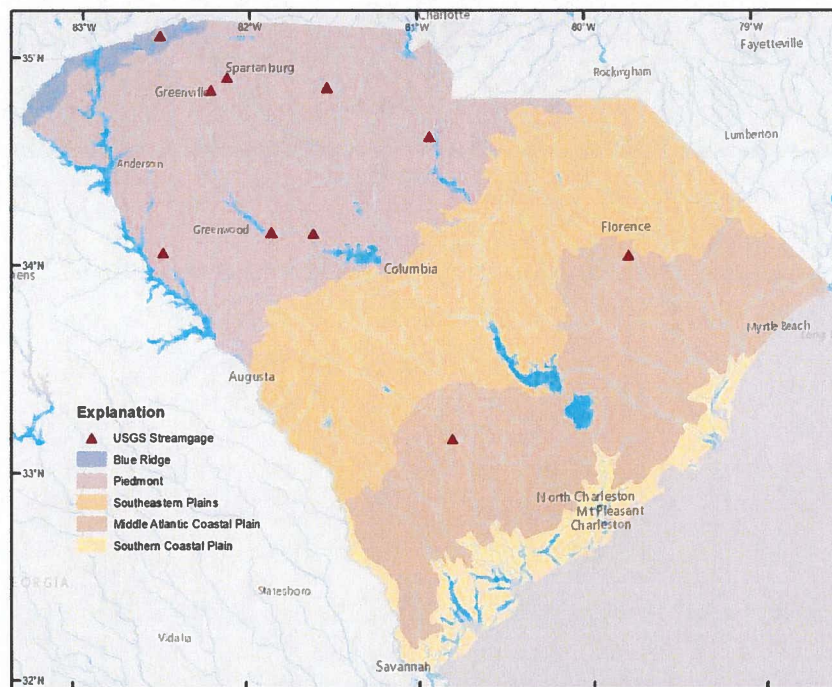 83°W
82°W
81°W
80°W
79°W
Charlotte
35°N
Fayetteville
Spartanburg
Rockingham
Greenville
Lumberton
Anderson
Greenwood
Florence
34°N
Columbia
Myrtle Beach
Augusta
Explanation
USGS Streamgage
Blue Ridge
33°N
Piedmont
Southeastern Plains
North Charleston
Mt Pleasant
Middle Atlantic Coastal Plain
Charleston
Southern Coastal Plain
Statesboro
Vidalia
Savannah
32°N